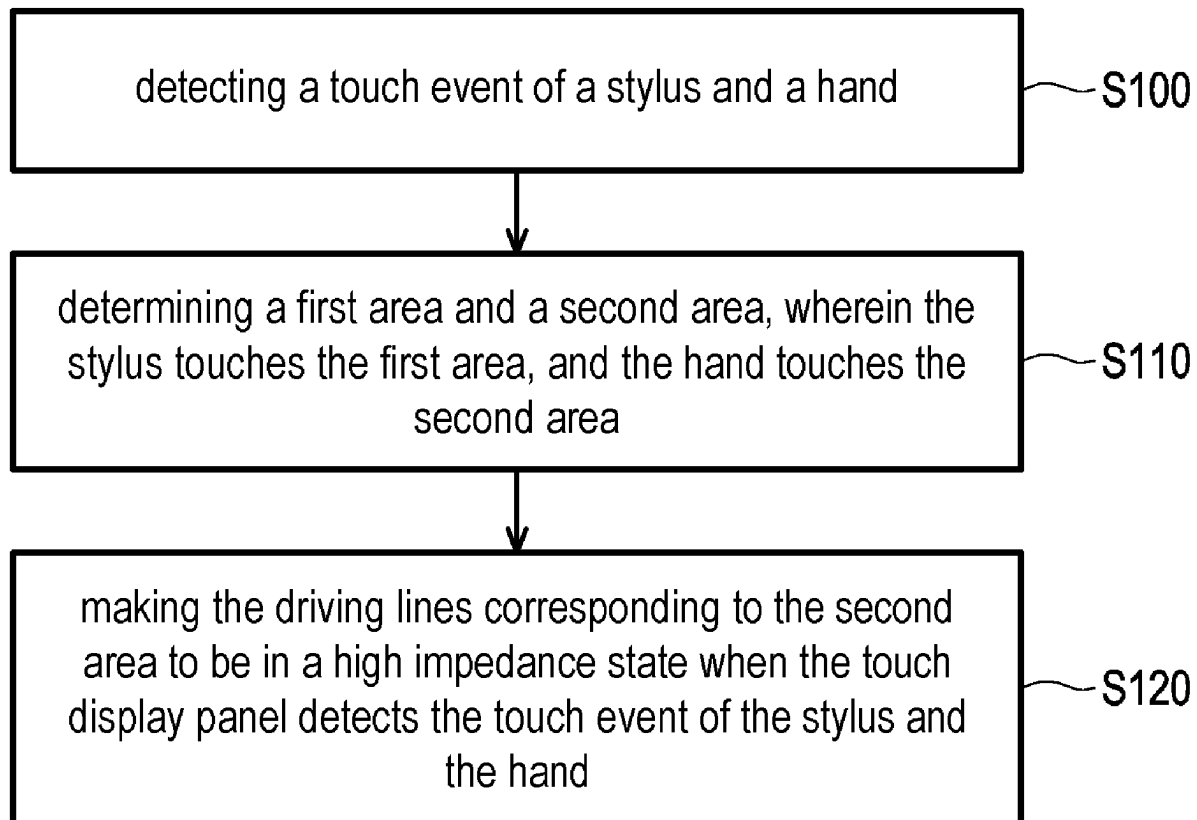 detecting a touch event of a stylus and a hand
S100
determining a first area and a second area, wherein the
stylus touches the first area, and the hand touches the
second area
S110
making the driving lines corresponding to the second
area to be in a high impedance state when the touch
display panel detects the touch event of the stylus and
the hand
S120